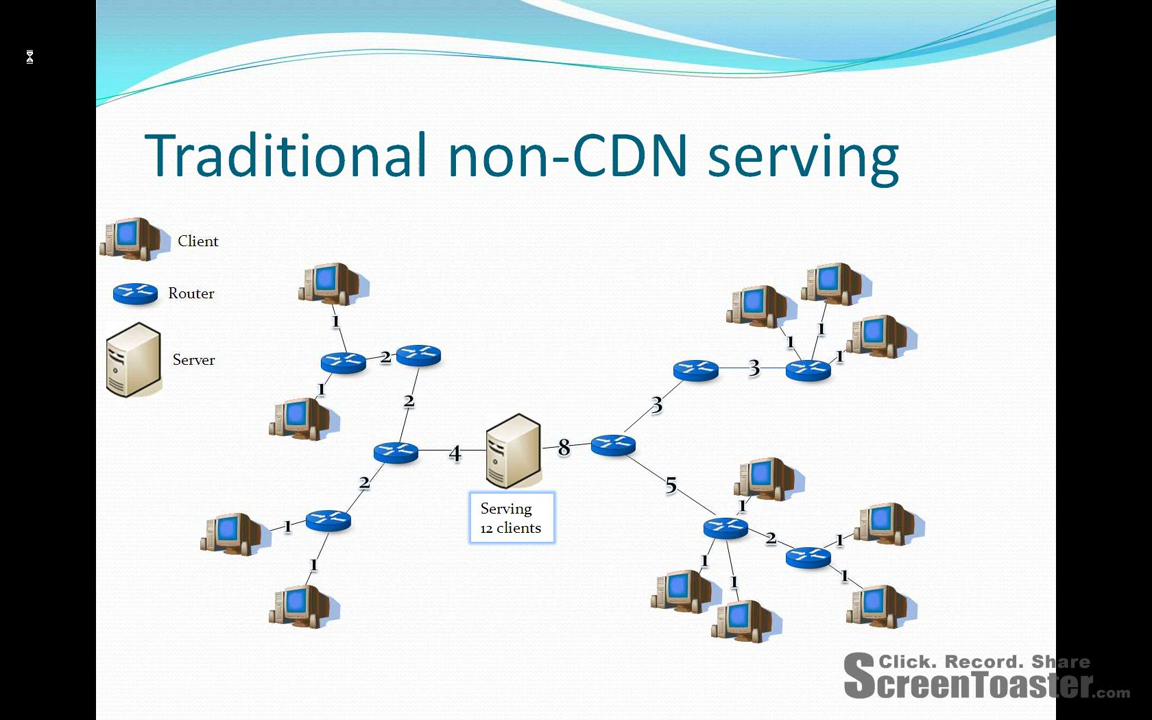 Traditional non-CDN serving
Client
Router
Server
1
2
1
2
4
2
1
1
Serving
12 clients
8
3
3
1
1
1
5
1
2
1
1
1
1
Click. Record. Share
ScreenToaster.com